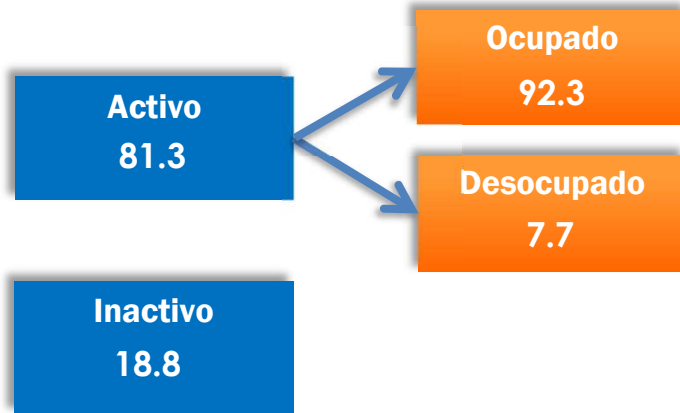 Ocupado
92.3
Activo
81.3
Desocupado
7.7
Inactivo
18.8